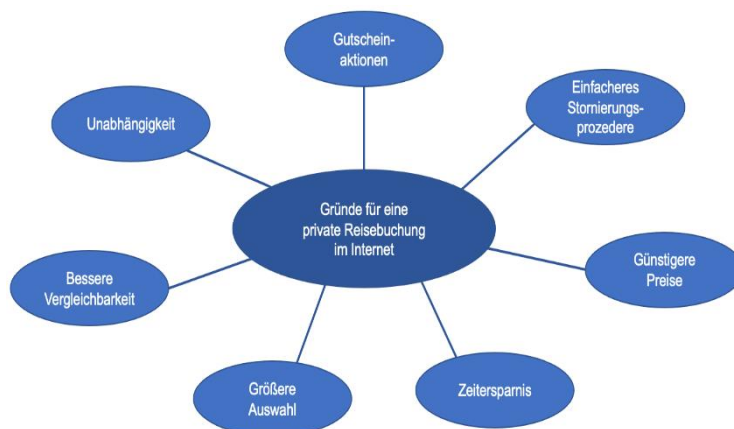 Gutschein-
aktionen
Einfacheres
Stornierungs-
prozedere
Unabhängigkeit
Gründe für eine
private Reisebuchung
im Internet
Günstigere
Preise
Bessere
Vergleichbarkeit
Größere
Auswahl
Zeitersparnis